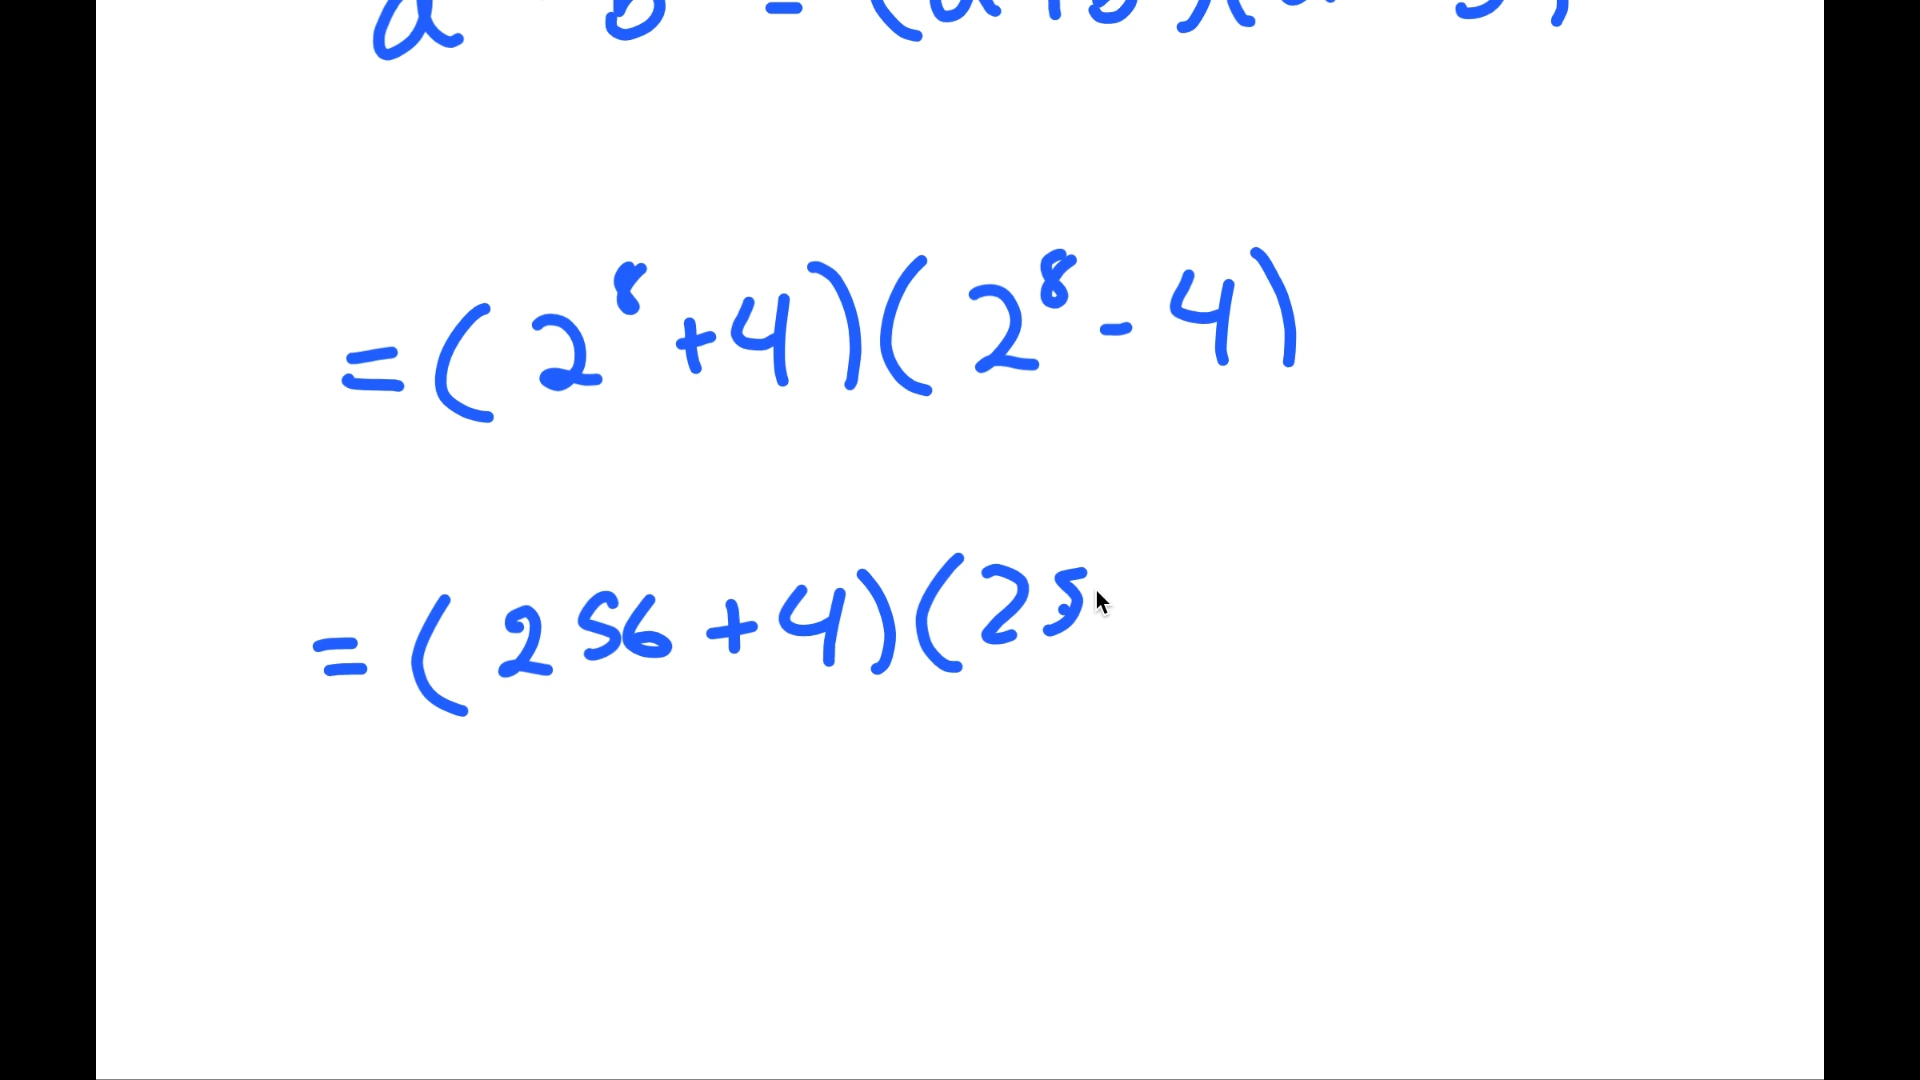 = (2⁸+4)(2⁸-4)
= (256+4)(25